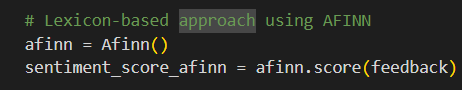 # Lexicon-based approach using AFINN
afinn = Afinn()
sentiment_score_afinn = afinn.score(feedback)